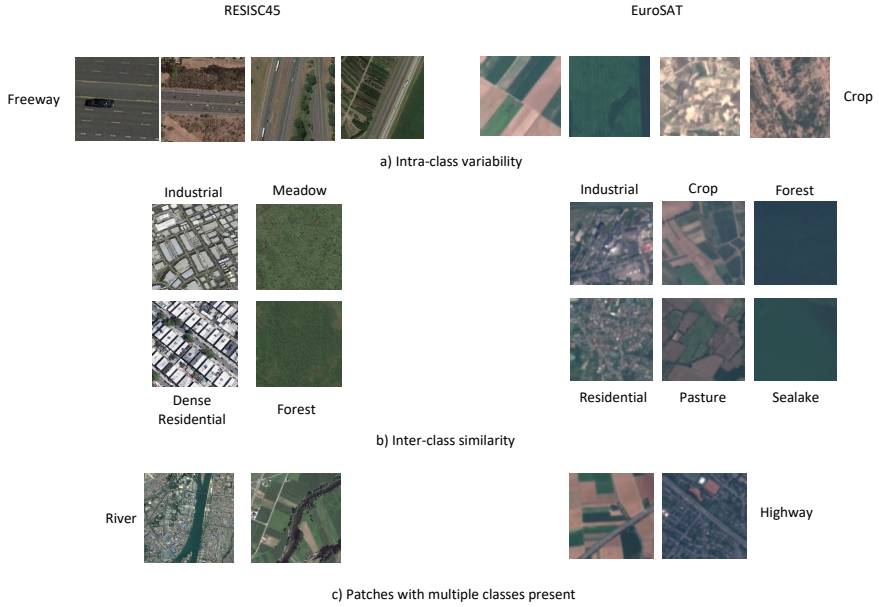 RESISC45 EuroSAT
Freeway Crop
a) Intra-class variability
Industrial Meadow Industrial Crop Forest
Dense
Residential Forest Residential Pasture Sealake
b) Inter-class similarity
River Highway
c) Patches with multiple classes present